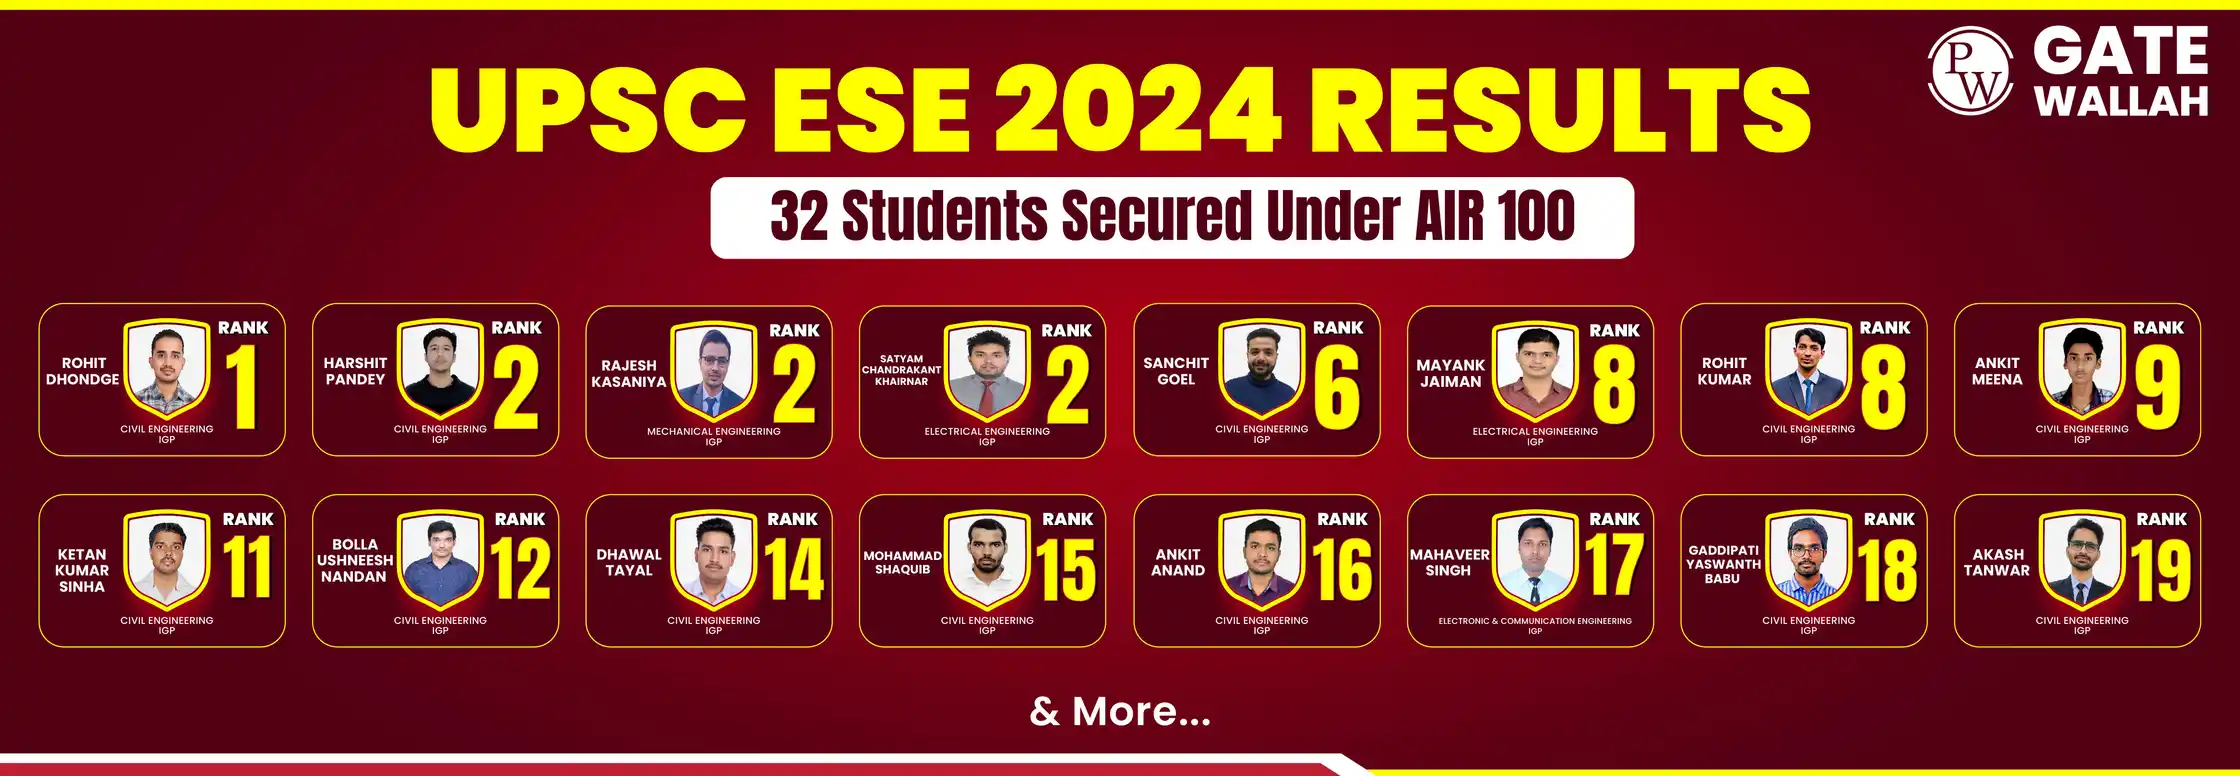 UPSC ESE 2024 RESULTS
PW
GATE
WALLAH
32 Students Secured Under AIR 100
ROHIT
DHONDGE
RANK
1
CIVIL ENGINEERING
IGP
HARSHIT
PANDEY
RANK
2
CIVIL ENGINEERING
IGP
RAJESH
KASANIYA
RANK
2
MECHANICAL ENGINEERING
IGP
SATYAM
CHANDRAKANT
KHAIRNAR
RANK
2
ELECTRICAL ENGINEERING
IGP
SANCHIT
GOEL
RANK
6
CIVIL ENGINEERING
IGP
MAYANK
JAIMAN
RANK
8
ELECTRICAL ENGINEERING
IGP
ROHIT
KUMAR
RANK
8
CIVIL ENGINEERING
IGP
ANKIT
MEENA
RANK
9
CIVIL ENGINEERING
IGP
KETAN
KUMAR
SINHA
RANK
11
CIVIL ENGINEERING
IGP
BOLLA
USHNEESH
NANDAN
RANK
12
CIVIL ENGINEERING
IGP
DHAWAL
TAYAL
RANK
14
CIVIL ENGINEERING
IGP
MOHAMMAD
SHAQUIB
RANK
15
CIVIL ENGINEERING
IGP
ANKIT
ANAND
RANK
16
CIVIL ENGINEERING
IGP
MAHAVEER
SINGH
RANK
17
ELECTRONIC & COMMUNICATION ENGINEERING
IGP
GADDIPATI
YASWANTH
BABU
RANK
18
CIVIL ENGINEERING
IGP
AKASH
TANWAR
RANK
19
CIVIL ENGINEERING
IGP
& More...